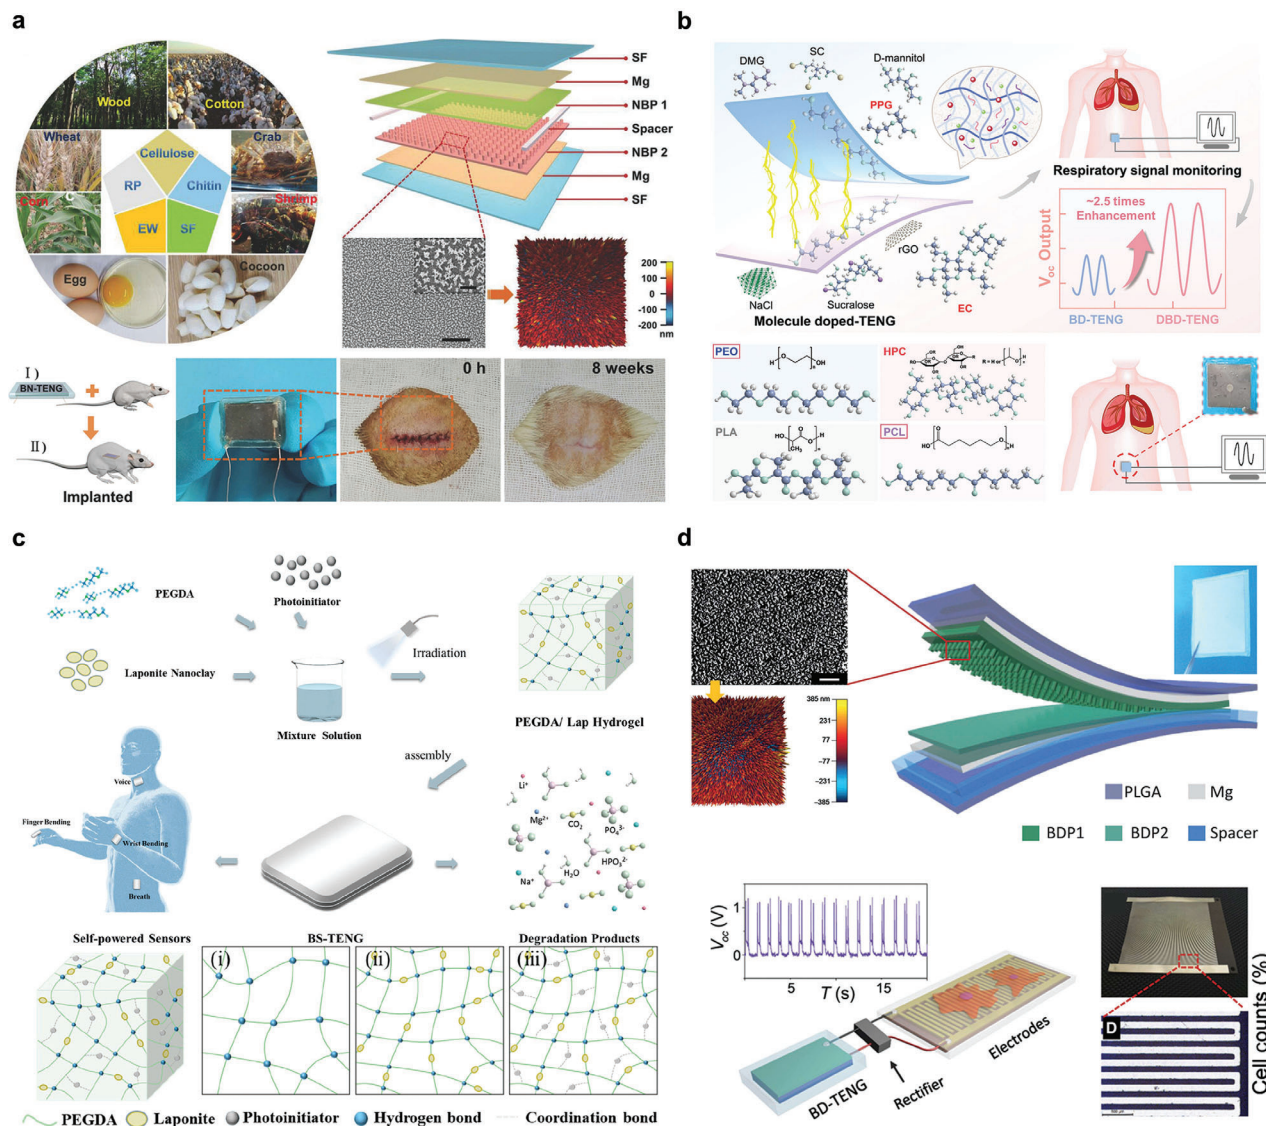 a
Wood
Cotton
Wheat
Crab
Cellulose
RP
Chitin
Corn
Shrimp
EW
SF
Egg
Cocoon
SF
Mg
NBP 1
Spacer
NBP 2
Mg
SF
200
100
0
-100
-200
nm
I )
BN-TENG
II )
Implanted
0 h
8 weeks
b
DMG
SC
D-mannitol
PPG
rGO
NaCl
Sucralose
EC
Molecule doped-TENG
Respiratory signal monitoring
~2.5 times
Enhancement
Voc Output
BD-TENG
DBD-TENG
PEO
HPC
PLA
PCL
c
PEGDA
Photoinitiator
Laponite Nanoclay
Irradiation
Mixture Solution
PEGDA/ Lap Hydrogel
assembly
Voice
Finger Bending
Wrist Bending
Breath
Li⁺
Mg²⁺
CO₂
PO₄³⁻
HPO₃²⁻
H₂O
Na⁺
Self-powered Sensors
BS-TENG
Degradation Products
(i)
(ii)
(iii)
PEGDA
Laponite
Photoinitiator
Hydrogen bond
Coordination bond
d
385 nm
231
77
-77
-231
-385
PLGA
Mg
BDP1
BDP2
Spacer
Voc (V)
1
0
5
15
T (s)
Electrodes
BD-TENG
Rectifier
D
Cell counts (%)